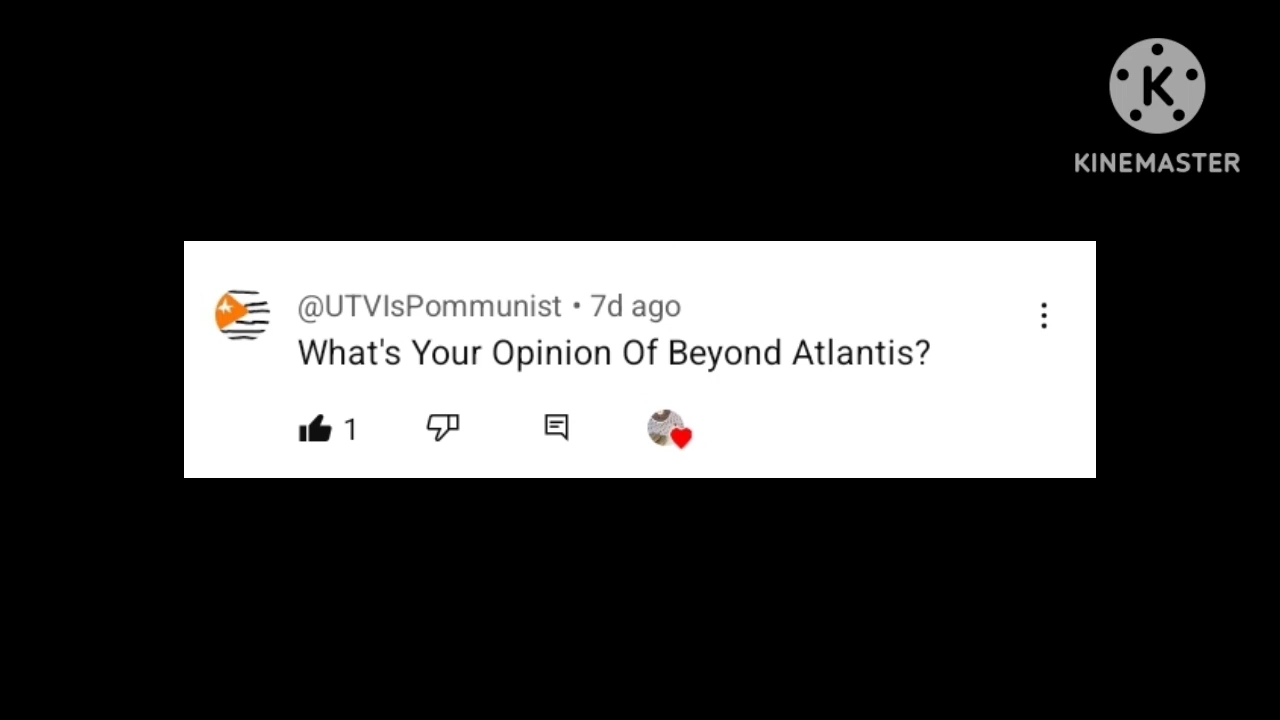 K
KINEMASTER
@UTVIsPommunist • 7d ago
What's Your Opinion Of Beyond Atlantis?
1